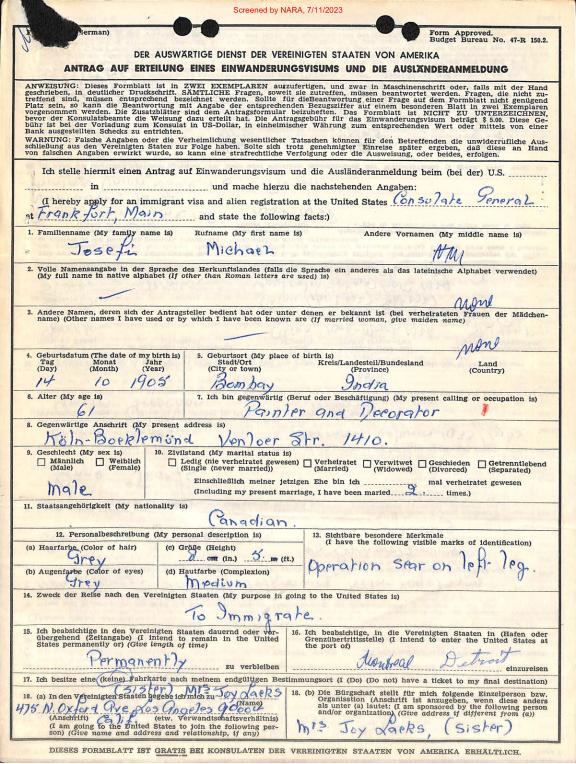 Screened by NARA, 7/11/2023
German)
Form Approved.
Budget Bureau No. 47-R 150.2.
DER AUSWÄRTIGE DIENST DER VEREINIGTEN STAATEN VON AMERIKA
ANTRAG AUF ERTEILUNG EINES EINWANDERUNGSVISUMS UND DIE AUSLÄNDERANMELDUNG
ANWEISUNG: Dieses Formblatt ist in ZWEI EXEMPLAREN auszufertigen, und zwar in Maschinenschrift oder, falls mit der Hand
geschrieben, in deutlicher Druckschrift. SÄMTLICHE Fragen, soweit sie zutreffen, müssen beantwortet werden. Fragen, die nicht zu-
treffend sind, müssen entsprechend bezeichnet werden. Sollte für die Beantwortung einer Frage auf dem Formblatt nicht genügend
Platz sein, so kann die Beantwortung mit Angabe der entsprechenden Bezugsziffer auf einem besonderen Blatt in zwei Exemplaren
vorgenommen werden. Die Zusatzblätter sind den Antragsformularen beizuheften. Das Formblatt ist NICHT ZU UNTERZEICHNEN,
bevor der Konsularbeamte die Weisung dazu erteilt hat. Die Antragsgebühr für das Einwanderungsvisum beträgt $ 5.00. Diese Ge-
bühr ist bei der Vorladung zum Konsulat in US-Dollar, in einheimischer Währung zum entsprechenden Wert oder mittels von einer
Bank ausgestellten Schecks zu entrichten.
WARNUNG: Falsche Angaben oder die Verheimlichung wesentlicher Tatsachen können für den Betreffenden die unwiderrufliche Aus-
schließung aus den Vereinigten Staaten zur Folge haben. Sollte sich trotz genehmigter Einreise später ergeben, daß diese an Hand
von falschen Angaben erwirkt wurde, so kann eine strafrechtliche Verfolgung oder die Ausweisung, oder beides, erfolgen.
Ich stelle hiermit einen Antrag auf Einwanderungsvisum und die Ausländeranmeldung beim (bei der) U.S.
in und mache die nachstehenden Angaben:
(I hereby apply for an immigrant visa and alien registration at the United States Consulate General
at Frankfurt, Main and state the following facts:)
1. Familienname (My family name is) Rufname (My first name is) Andere Vornamen (My middle name is)
Josefi Michael
2. Volle Namensangabe in der Sprache des Herkunftslandes (falls die Sprache ein anderes als das lateinische Alphabet verwendet)
(My full name in native alphabet (If other than Roman letters are used) is)
none
3. Andere Namen, deren sich der Antragsteller bedient hat oder unter denen er bekannt ist (bei verheirateten Frauen der Mädchen-
name) (Other names I have used or by which I have been known are (If married woman, give maiden name)
none
4. Geburtsdatum (The date of my birth is) 5. Geburtsort (My place of birth is)
Tag Monat Jahr Stadt/Ort Kreis/Landesteil/Bundesland Land
(Day) (Month) (Year) (City or town) (Province) (Country)
14 10 1905 Bombay India
6. Alter (My age is) 7. Ich bin gegenwärtig (Beruf oder Beschäftigung) (My present calling or occupation is)
61 Painter and Decorator
8. Gegenwärtige Anschrift (My present address is)
Köln-Bocklemünd Venloer Str. 1410.
9. Geschlecht (My sex is) 10. Zivilstand (My marital status is)
Männlich Weiblich Ledig (nie verheiratet gewesen) Verheiratet Verwitwet Geschieden Getrenntlebend
(Male) (Female) (Single (never married) (Married) (Widowed) (Divorced) (Separated)
Einschließlich meiner jetzigen Ehe bin ich mal verheiratet gewesen
Male (Including my present marriage, I have been married 2. times.)
11. Staatsangehörigkeit (My nationality is)
Canadian.
12. Personalbeschreibung (My personal description is) 13. Sichtbare besondere Merkmale
(I have the following visible marks of identification)
(a) Haarfarbe (Color of hair) (c) Größe (Height)
Grey (in.) 5 (ft.)
Operation scar on left leg.
(b) Augenfarbe (Color of eyes) (d) Hautfarbe (Complexion)
Grey Medium
14. Zweck der Reise nach den Vereinigten Staaten (My purpose in going to the United States is)
To Immigrate.
15. Ich beabsichtige in den Vereinigten Staaten dauernd oder vor-
übergehend (Zeitangabe) (I intend to remain in the United
States permanently or) (Give length of time)
Permanently zu verbleiben
16. Ich beabsichtige, in die Vereinigten Staaten in (Hafen oder
Grenzübertrittstelle) (I intend to enter the United States at
the port of)
Montreal Detroit einzureisen
17. Ich besitze eine (keine) Fahrkarte nach meinem endgültigen Bestimmungsort (I (Do) (Do not) have a ticket to my final destination)
(Sister) Mrs Joy Lacks
18. (a) In den Vereinigten Staaten begebe ich mich zu (Name)
475 N. Oxford Ave Los Angeles 90004
Calif.
(Anschrift) (etw. Verwandtschaftsverhältnis)
(I am going to the United States to join the following per-
son (Give name and address and relationship, if any)
18. (b) Die Bürgschaft stellt für mich folgende Einzelperson bzw.
Organisation (Anschrift ist anzugeben, wenn diese anders
als unter (a) lautet: (I am sponsored by the following person
and/or organization:) (Give address if different from (a))
Mrs Joy Lacks, (Sister)
DIESES FORMBLATT IST GRATIS BEI KONSULATEN DER VEREINIGTEN STAATEN VON AMERIKA ERHÄLTLICH.